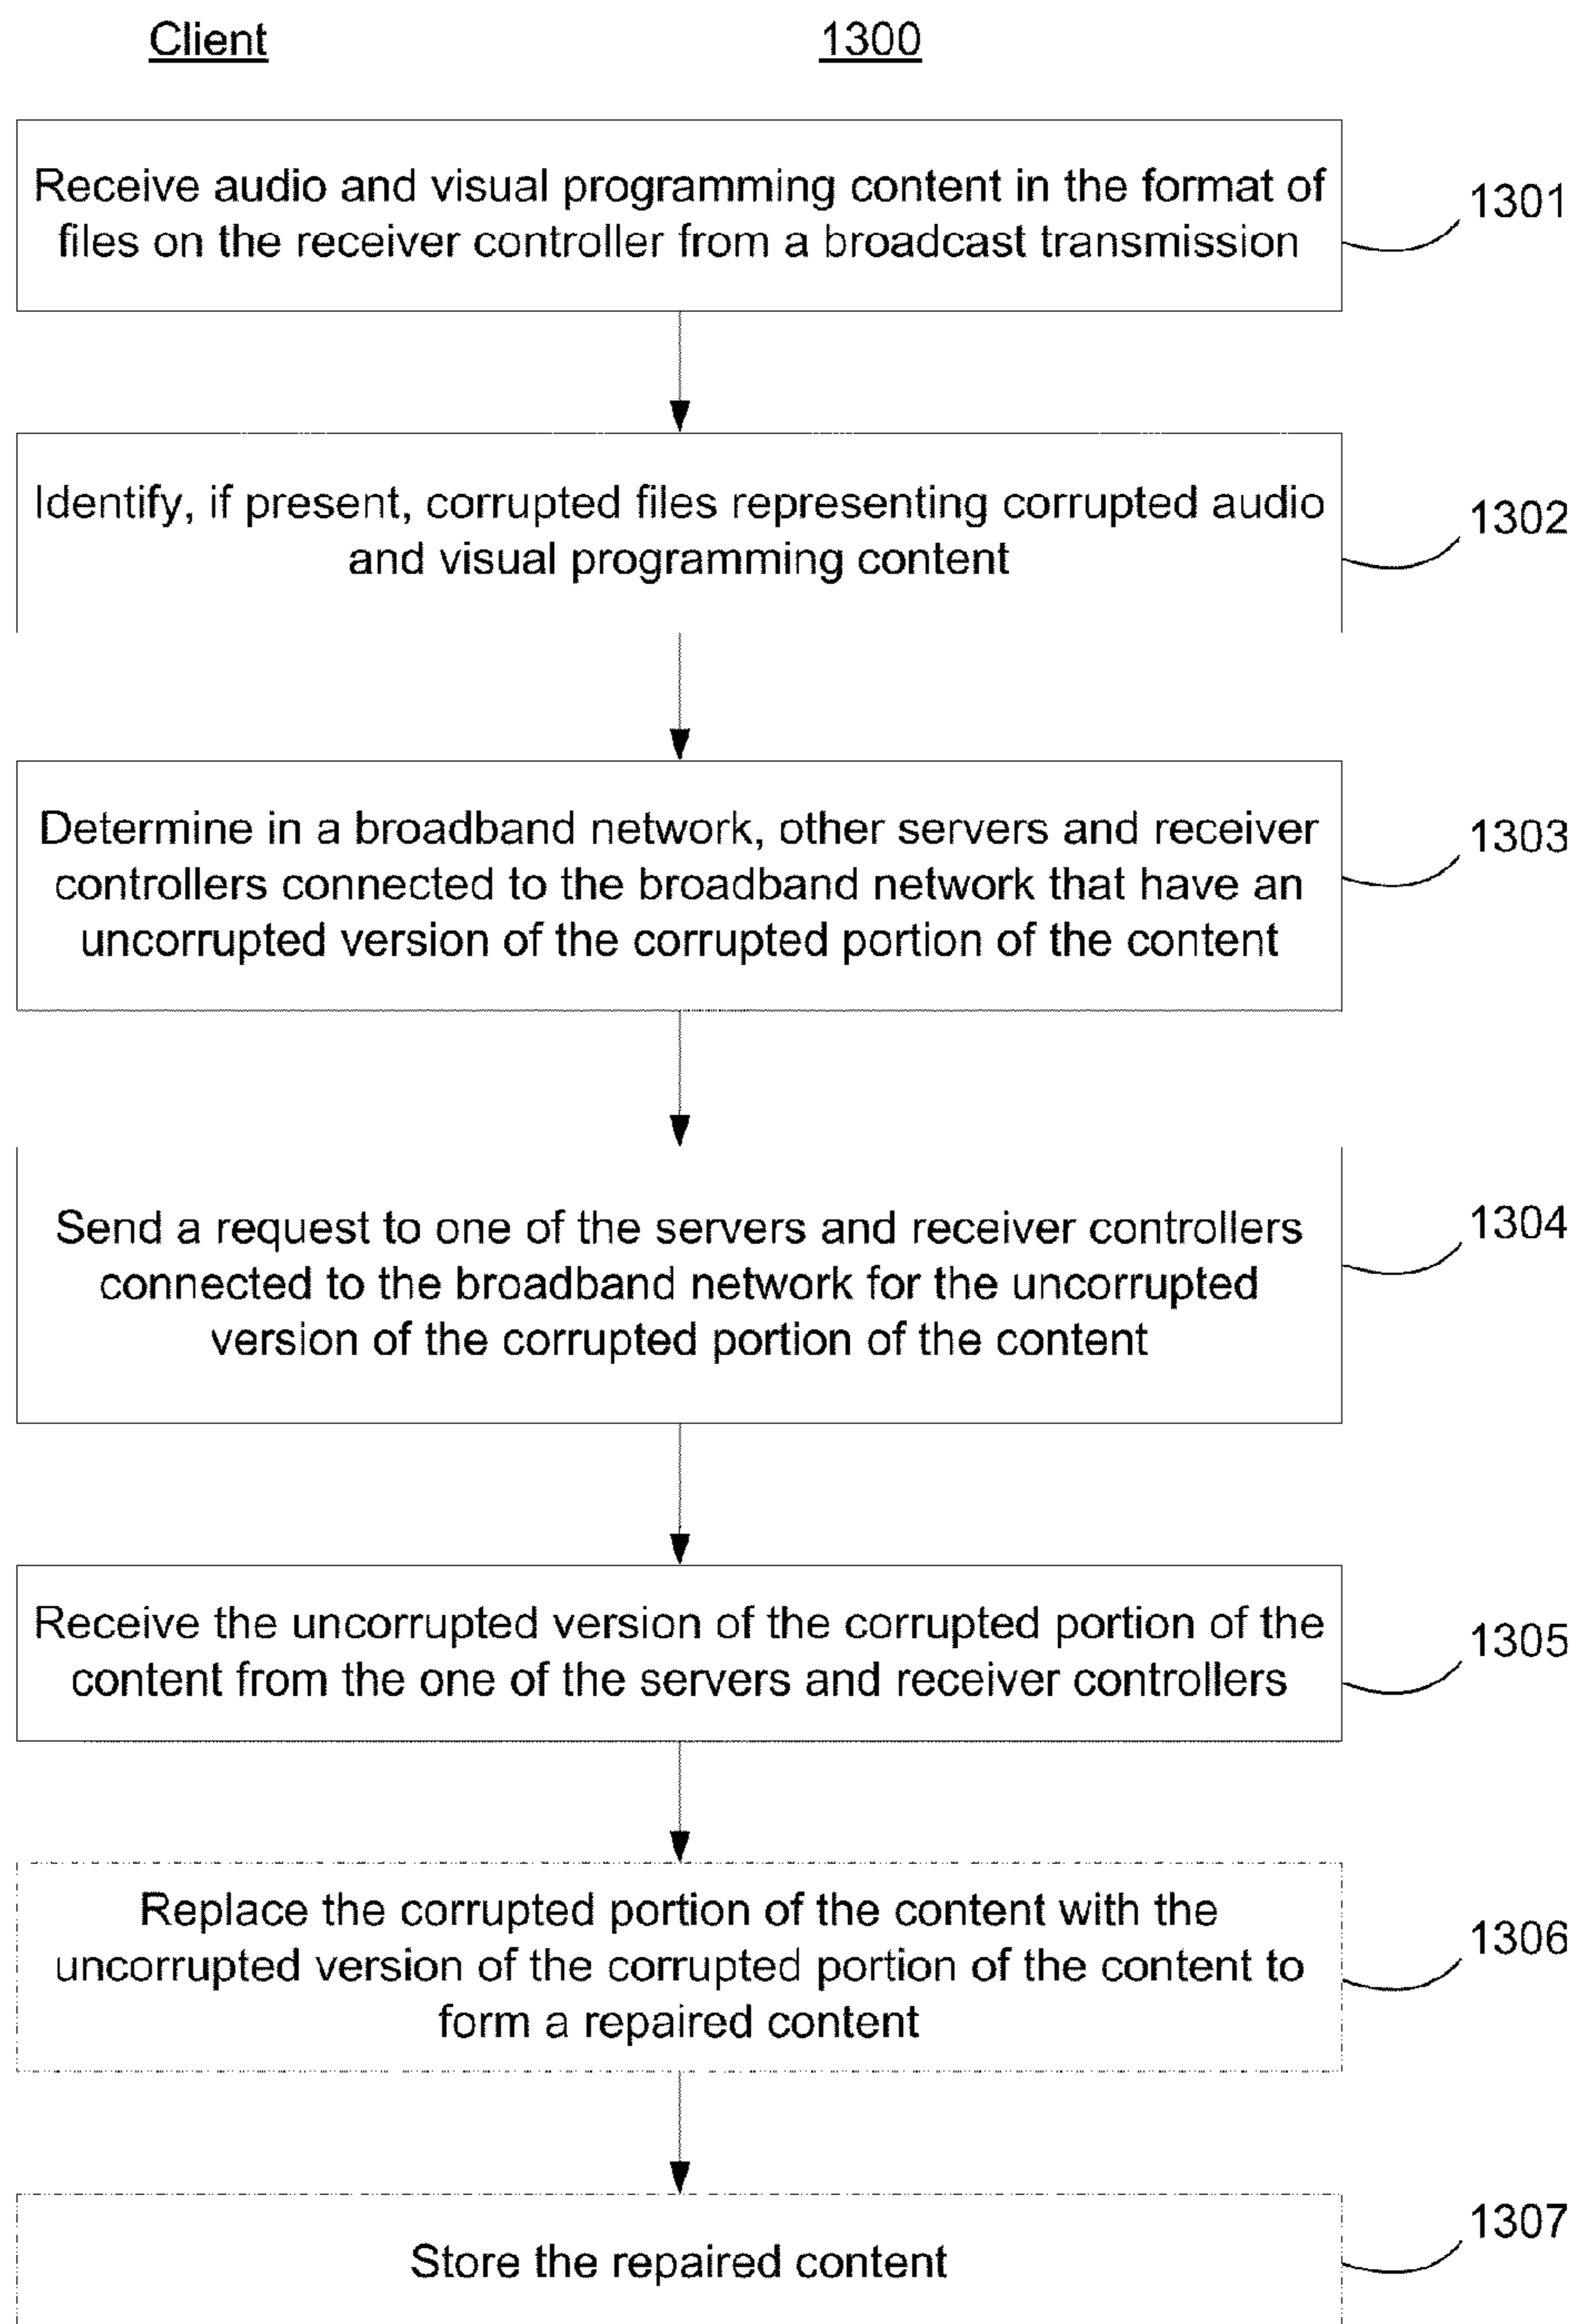 Client 1300
Receive audio and visual programming content in the format of
files on the receiver controller from a broadcast transmission
1301
Identify, if present, corrupted files representing corrupted audio
and visual programming content
1302
Determine in a broadband network, other servers and receiver
controllers connected to the broadband network that have an
uncorrupted version of the corrupted portion of the content
1303
Send a request to one of the servers and receiver controllers
connected to the broadband network for the uncorrupted
version of the corrupted portion of the content
1304
Receive the uncorrupted version of the corrupted portion of the
content from the one of the servers and receiver controllers
1305
Replace the corrupted portion of the content with the
uncorrupted version of the corrupted portion of the content to
form a repaired content
1306
Store the repaired content
1307